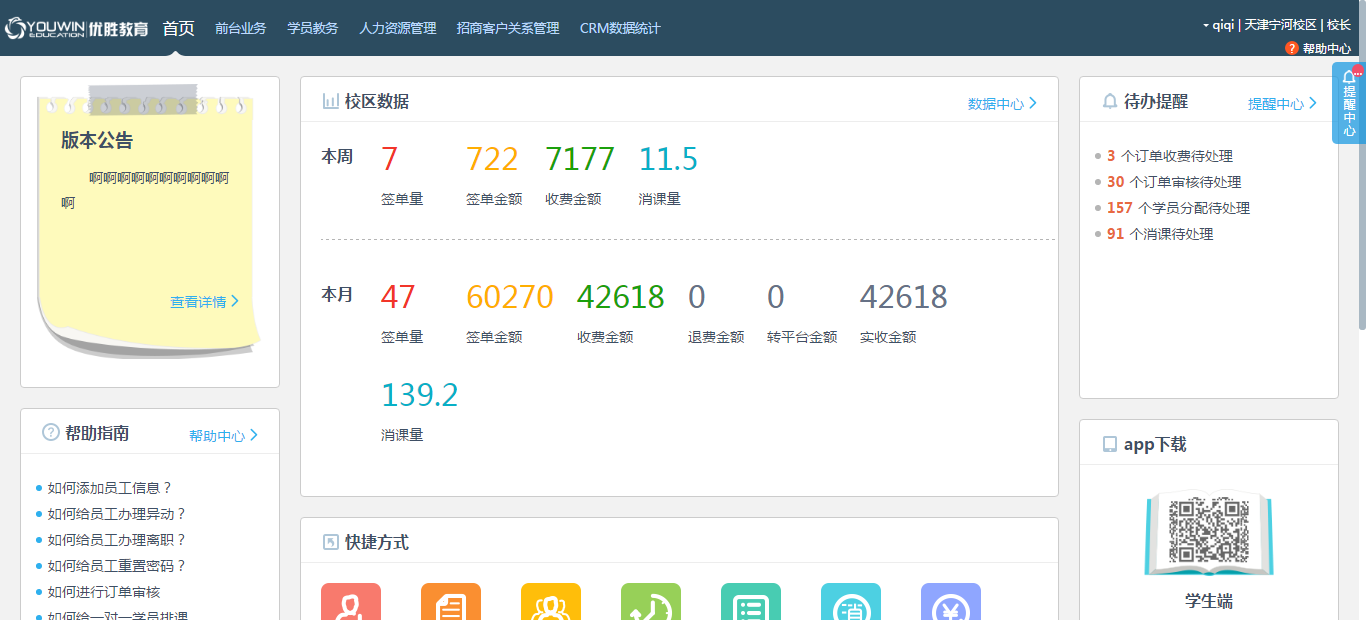 YOUWIN EDUCATION 优胜教育 首页 前台业务 学员教务 人力资源管理 招商客户关系管理 CRM数据统计
qiqi | 天津宁河校区 | 校长
? 帮助中心
提醒中心
版本公告
啊啊啊啊啊啊啊啊啊啊
啊
查看详情
帮助指南 帮助中心
如何添加员工信息？
如何给员工办理异动？
如何给员工办理离职？
如何给员工重置密码？
如何进行订单审核
如何给一对一学员排课
校区数据 数据中心
本周 7 722 7177 11.5
签单量 签单金额 收费金额 消课量
本月 47 60270 42618 0 0 42618
签单量 签单金额 收费金额 退费金额 转平台金额 实收金额
139.2
消课量
快捷方式
消 ¥
待办提醒 提醒中心
3 个订单收费待处理
30 个订单审核待处理
157 个学员分配待处理
91 个消课待处理
app下载
学生端